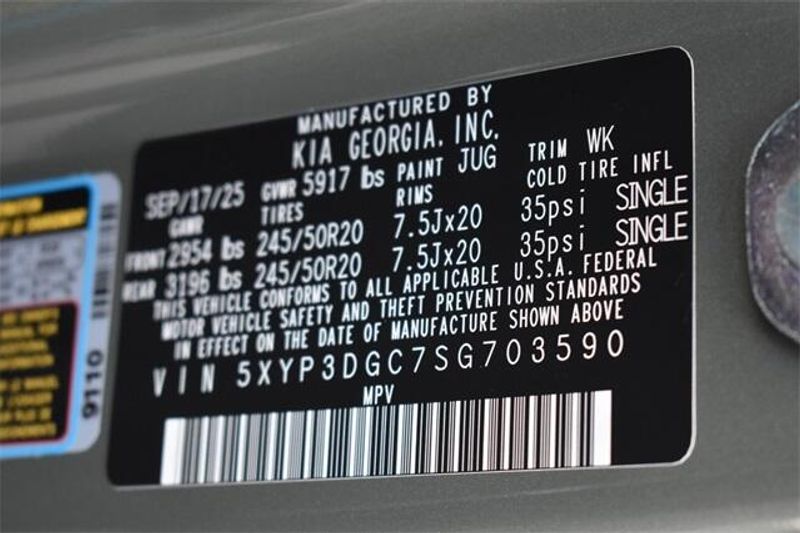 MANUFACTURED BY
KIA GEORGIA, INC.
SEP/17/25 GVWR 5917 lbs PAINT JUG TRIM WK
GAWR TIRES RIMS COLD TIRE INFL
FRONT 2954 lbs 245/50R20 7.5Jx20 35psi SINGLE
REAR 3196 lbs 245/50R20 7.5Jx20 35psi SINGLE
THIS VEHICLE CONFORMS TO ALL APPLICABLE U.S.A. FEDERAL
MOTOR VEHICLE SAFETY AND THEFT PREVENTION STANDARDS
IN EFFECT ON THE DATE OF MANUFACTURE SHOWN ABOVE
VIN 5XYP3DGC7SG703590
MPV
9110